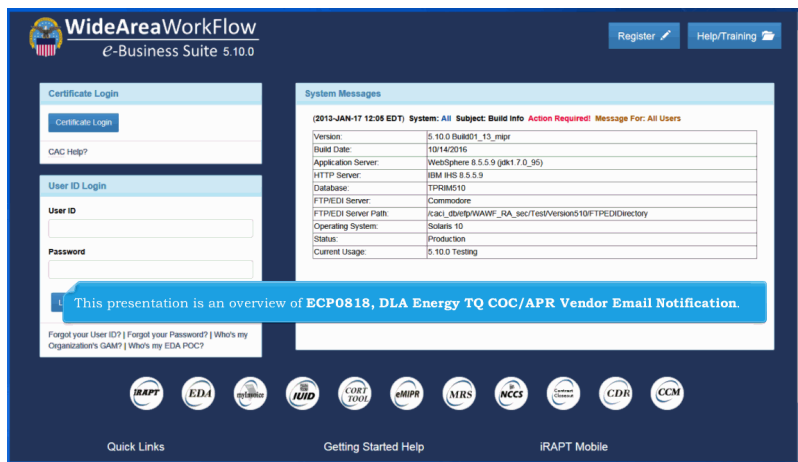 WideAreaWorkFlow
e-Business Suite 5.10.0
Register
Help/Training
Certificate Login
Certificate Login
CAC Help?
User ID Login
User ID
Password
System Messages
(2013-JAN-17 12:05 EDT) System: All Subject: Build Info Action Required! Message For: All Users
Version: 5.10.0 Build01_13_mipr
Build Date: 10/14/2016
Application Server: WebSphere 8.5.5.9 (jdk1.7.0_95)
HTTP Server: IBM IHS 8.5.5.9
Database: TPRIM510
FTP/EDI Server: Commodore
FTP/EDI Server Path: /caci_db/efp/WAWF_RA_sec/Test/Version510/FTPEDIDirectory
Operating System: Solaris 10
Status: Production
Current Usage: 5.10.0 Testing
This presentation is an overview of ECP0818, DLA Energy TQ COC/APR Vendor Email Notification.
Forgot your User ID? | Forgot your Password? | Who's my
Organization's GAM? | Who's my EDA POC?
iRAPT
EDA
myInvoice
IUID
CORT
TOOL
eMIPR
MRS
NCCS
Contract
Closeout
CDR
CCM
Quick Links
Getting Started Help
iRAPT Mobile